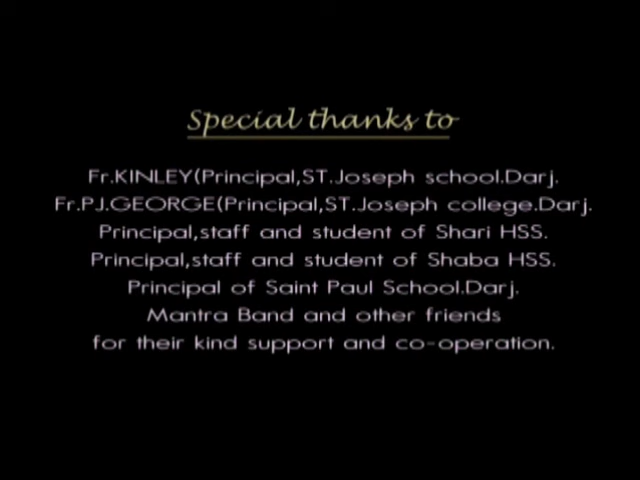 Special thanks to
Fr.KINLEY(Principal,ST.Joseph school.Darj.
Fr.P.J.GEORGE(Principal,ST.Joseph college.Darj.
Principal,staff and student of Shari HSS.
Principal,staff and student of Shaba HSS.
Principal of Saint Paul School.Darj.
Mantra Band and other friends
for their kind support and co-operation.